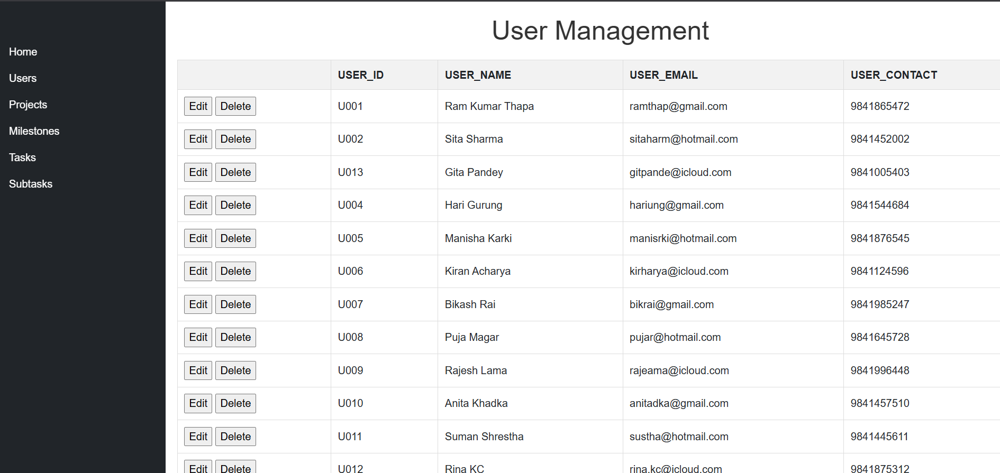 User Management
Home
Users
Projects
Milestones
Tasks
Subtasks
USER_ID USER_NAME USER_EMAIL USER_CONTACT
Edit Delete U001 Ram Kumar Thapa ramthap@gmail.com 9841865472
Edit Delete U002 Sita Sharma sitaharm@hotmail.com 9841452002
Edit Delete U013 Gita Pandey gitpande@icloud.com 9841005403
Edit Delete U004 Hari Gurung hariung@gmail.com 9841544684
Edit Delete U005 Manisha Karki manisrki@hotmail.com 9841876545
Edit Delete U006 Kiran Acharya kirharya@icloud.com 9841124596
Edit Delete U007 Bikash Rai bikrai@gmail.com 9841985247
Edit Delete U008 Puja Magar pujar@hotmail.com 9841645728
Edit Delete U009 Rajesh Lama rajeama@icloud.com 9841996448
Edit Delete U010 Anita Khadka anitadka@gmail.com 9841457510
Edit Delete U011 Suman Shrestha sustha@hotmail.com 9841445611
Edit Delete U012 Rina KC rina.kc@icloud.com 9841875312